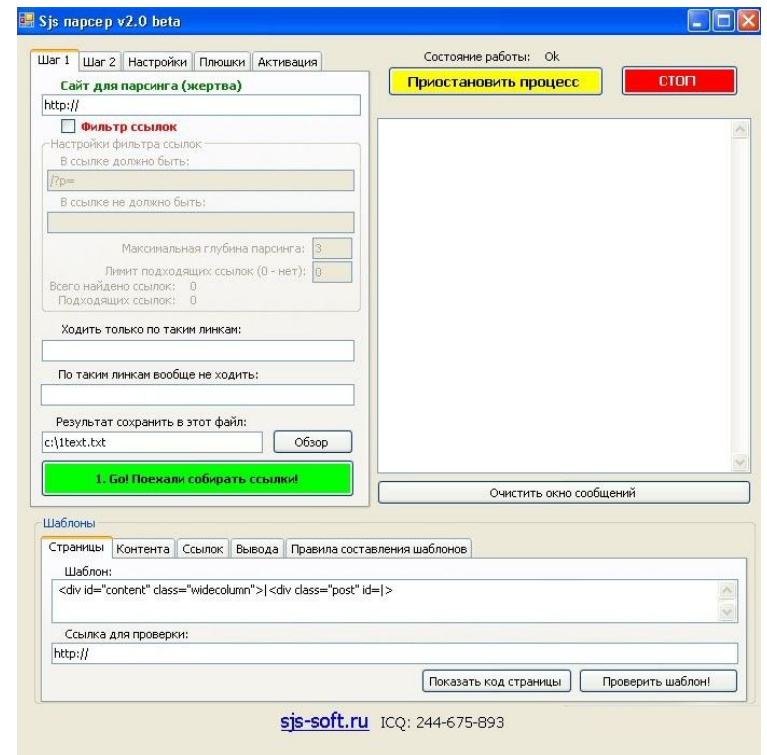 Sjs парсер v2.0 beta
Шаг 1 Шаг 2 Настройки Плюшки Активация
Сайт для парсинга (жертва)
http://
Фильтр ссылок
Настройки фильтра ссылок
В ссылке должно быть:
/?p=
В ссылке не должно быть:
Максимальная глубина парсинга: 3
Лимит подходящих ссылок (0 - нет): 0
Всего найдено ссылок: 0
Подходящих ссылок: 0
Ходить только по таким линкам:
По таким линкам вообще не ходить:
Результат сохранить в этот файл:
c:\1text.txt Обзор
1. Go! Поехали собирать ссылки!
Состояние работы: Ok
Приостановить процесс СТОП
Очистить окно сообщений
Шаблоны
Страницы Контента Ссылок Вывода Правила составления шаблонов
Шаблон:
<div id="content" class="widecolumn">|<div class="post" id=|>
Ссылка для проверки:
http://
Показать код страницы Проверить шаблон!
sjs-soft.ru ICQ: 244-675-893